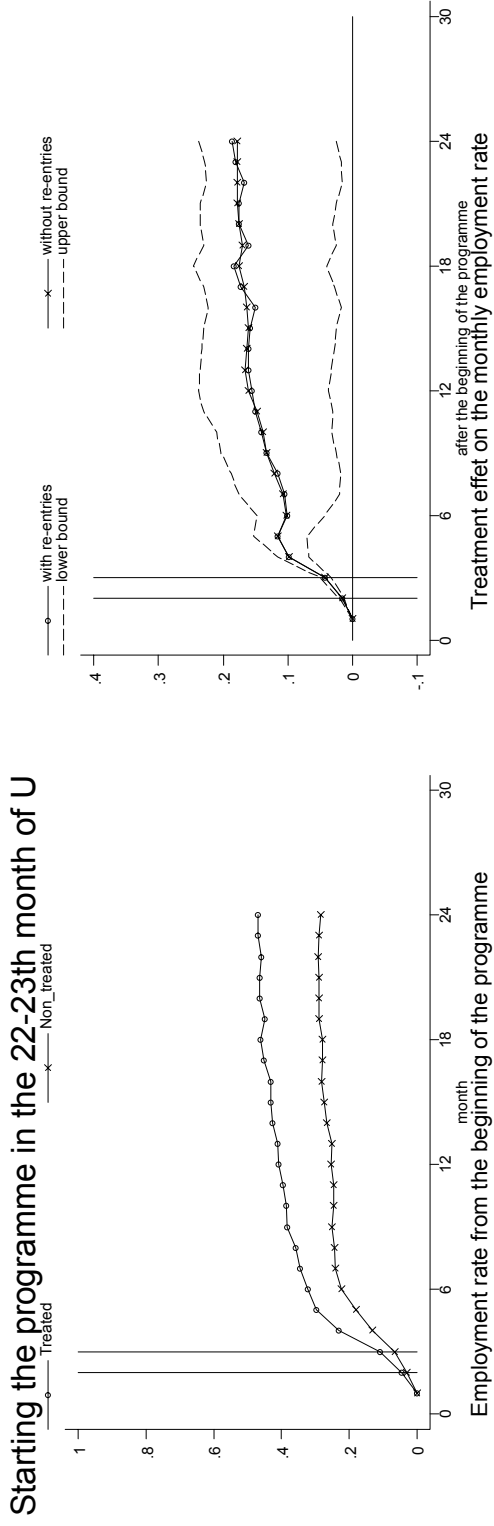 Starting the programme in the 22-23th month of U
Treated
Non_treated
1
.8
.6
.4
.2
0
0
6
12
18
24
30
month
Employment rate from the beginning of the programme
with re-entries
without re-entries
lower bound
upper bound
.4
.3
.2
.1
0
-.1
0
6
12
18
24
30
after the beginning of the programme
Treatment effet on the monthly employment rate